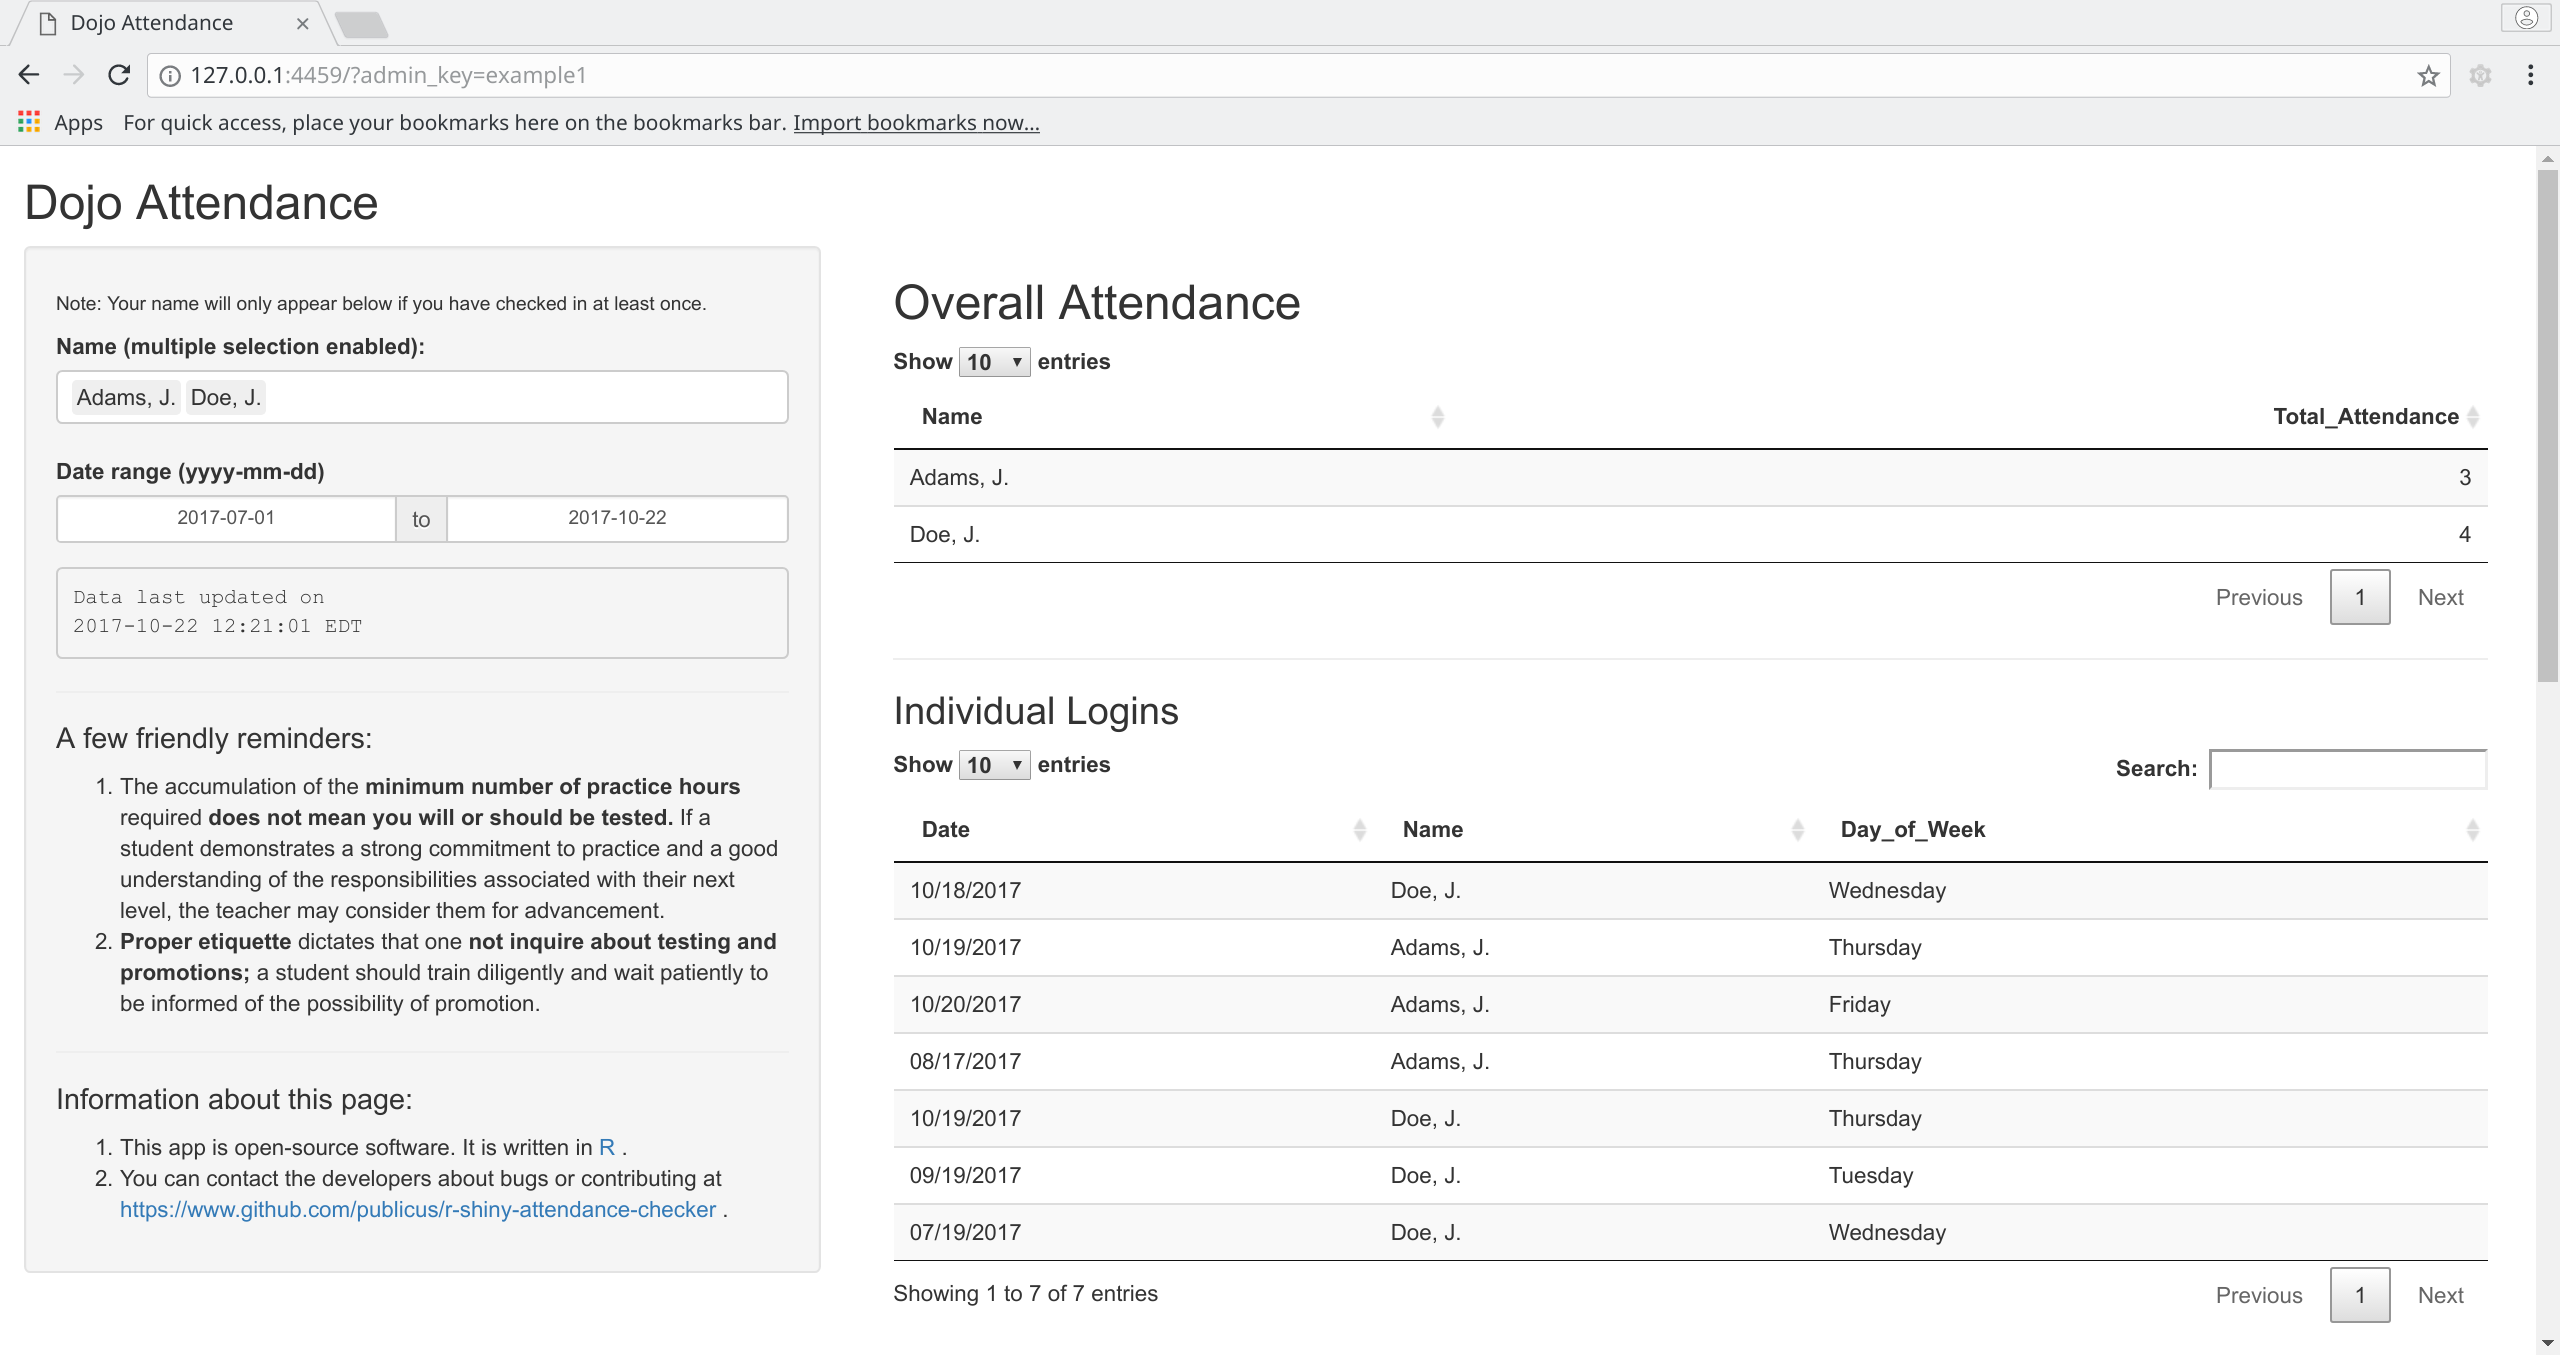 Dojo Attendance
127.0.0.1:4459/?admin_key=example1
Apps For quick access, place your bookmarks here on the bookmarks bar. Import bookmarks now...
Dojo Attendance
Note: Your name will only appear below if you have checked in at least once.
Name (multiple selection enabled):
Adams, J. Doe, J.
Date range (yyyy-mm-dd)
2017-07-01 to 2017-10-22
Data last updated on
2017-10-22 12:21:01 EDT
A few friendly reminders:
1. The accumulation of the minimum number of practice hours
required does not mean you will or should be tested. If a
student demonstrates a strong commitment to practice and a good
understanding of the responsibilities associated with their next
level, the teacher may consider them for advancement.
2. Proper etiquette dictates that one not inquire about testing and
promotions; a student should train diligently and wait patiently to
be informed of the possibility of promotion.
Information about this page:
1. This app is open-source software. It is written in R .
2. You can contact the developers about bugs or contributing at
https://www.github.com/publicus/r-shiny-attendance-checker .
Overall Attendance
Show 10 entries
Name Total_Attendance
Adams, J. 3
Doe, J. 4
Previous 1 Next
Individual Logins
Show 10 entries Search:
Date Name Day_of_Week
10/18/2017 Doe, J. Wednesday
10/19/2017 Adams, J. Thursday
10/20/2017 Adams, J. Friday
08/17/2017 Adams, J. Thursday
10/19/2017 Doe, J. Thursday
09/19/2017 Doe, J. Tuesday
07/19/2017 Doe, J. Wednesday
Showing 1 to 7 of 7 entries Previous 1 Next